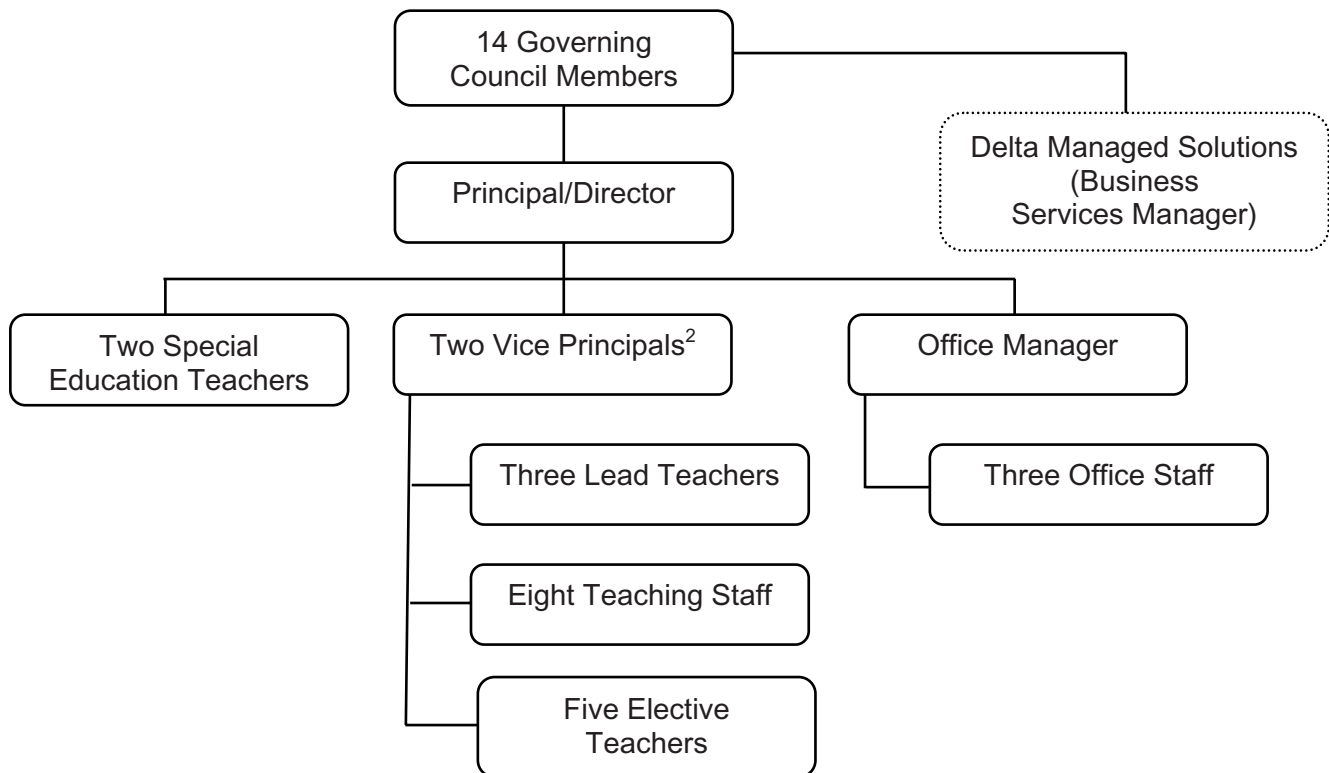 14 Governing
Council Members
Delta Managed Solutions
(Business
Services Manager)
Principal/Director
Two Special
Education Teachers
Two Vice Principals²
Office Manager
Three Lead Teachers
Three Office Staff
Eight Teaching Staff
Five Elective
Teachers